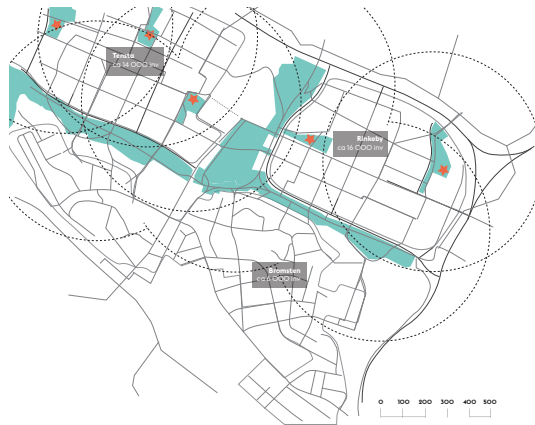 Tensta
ca 14 000 inv
Rinkeby
ca 16 000 inv
Bromsten
ca 6 000 inv
0 100 200 300 400 500